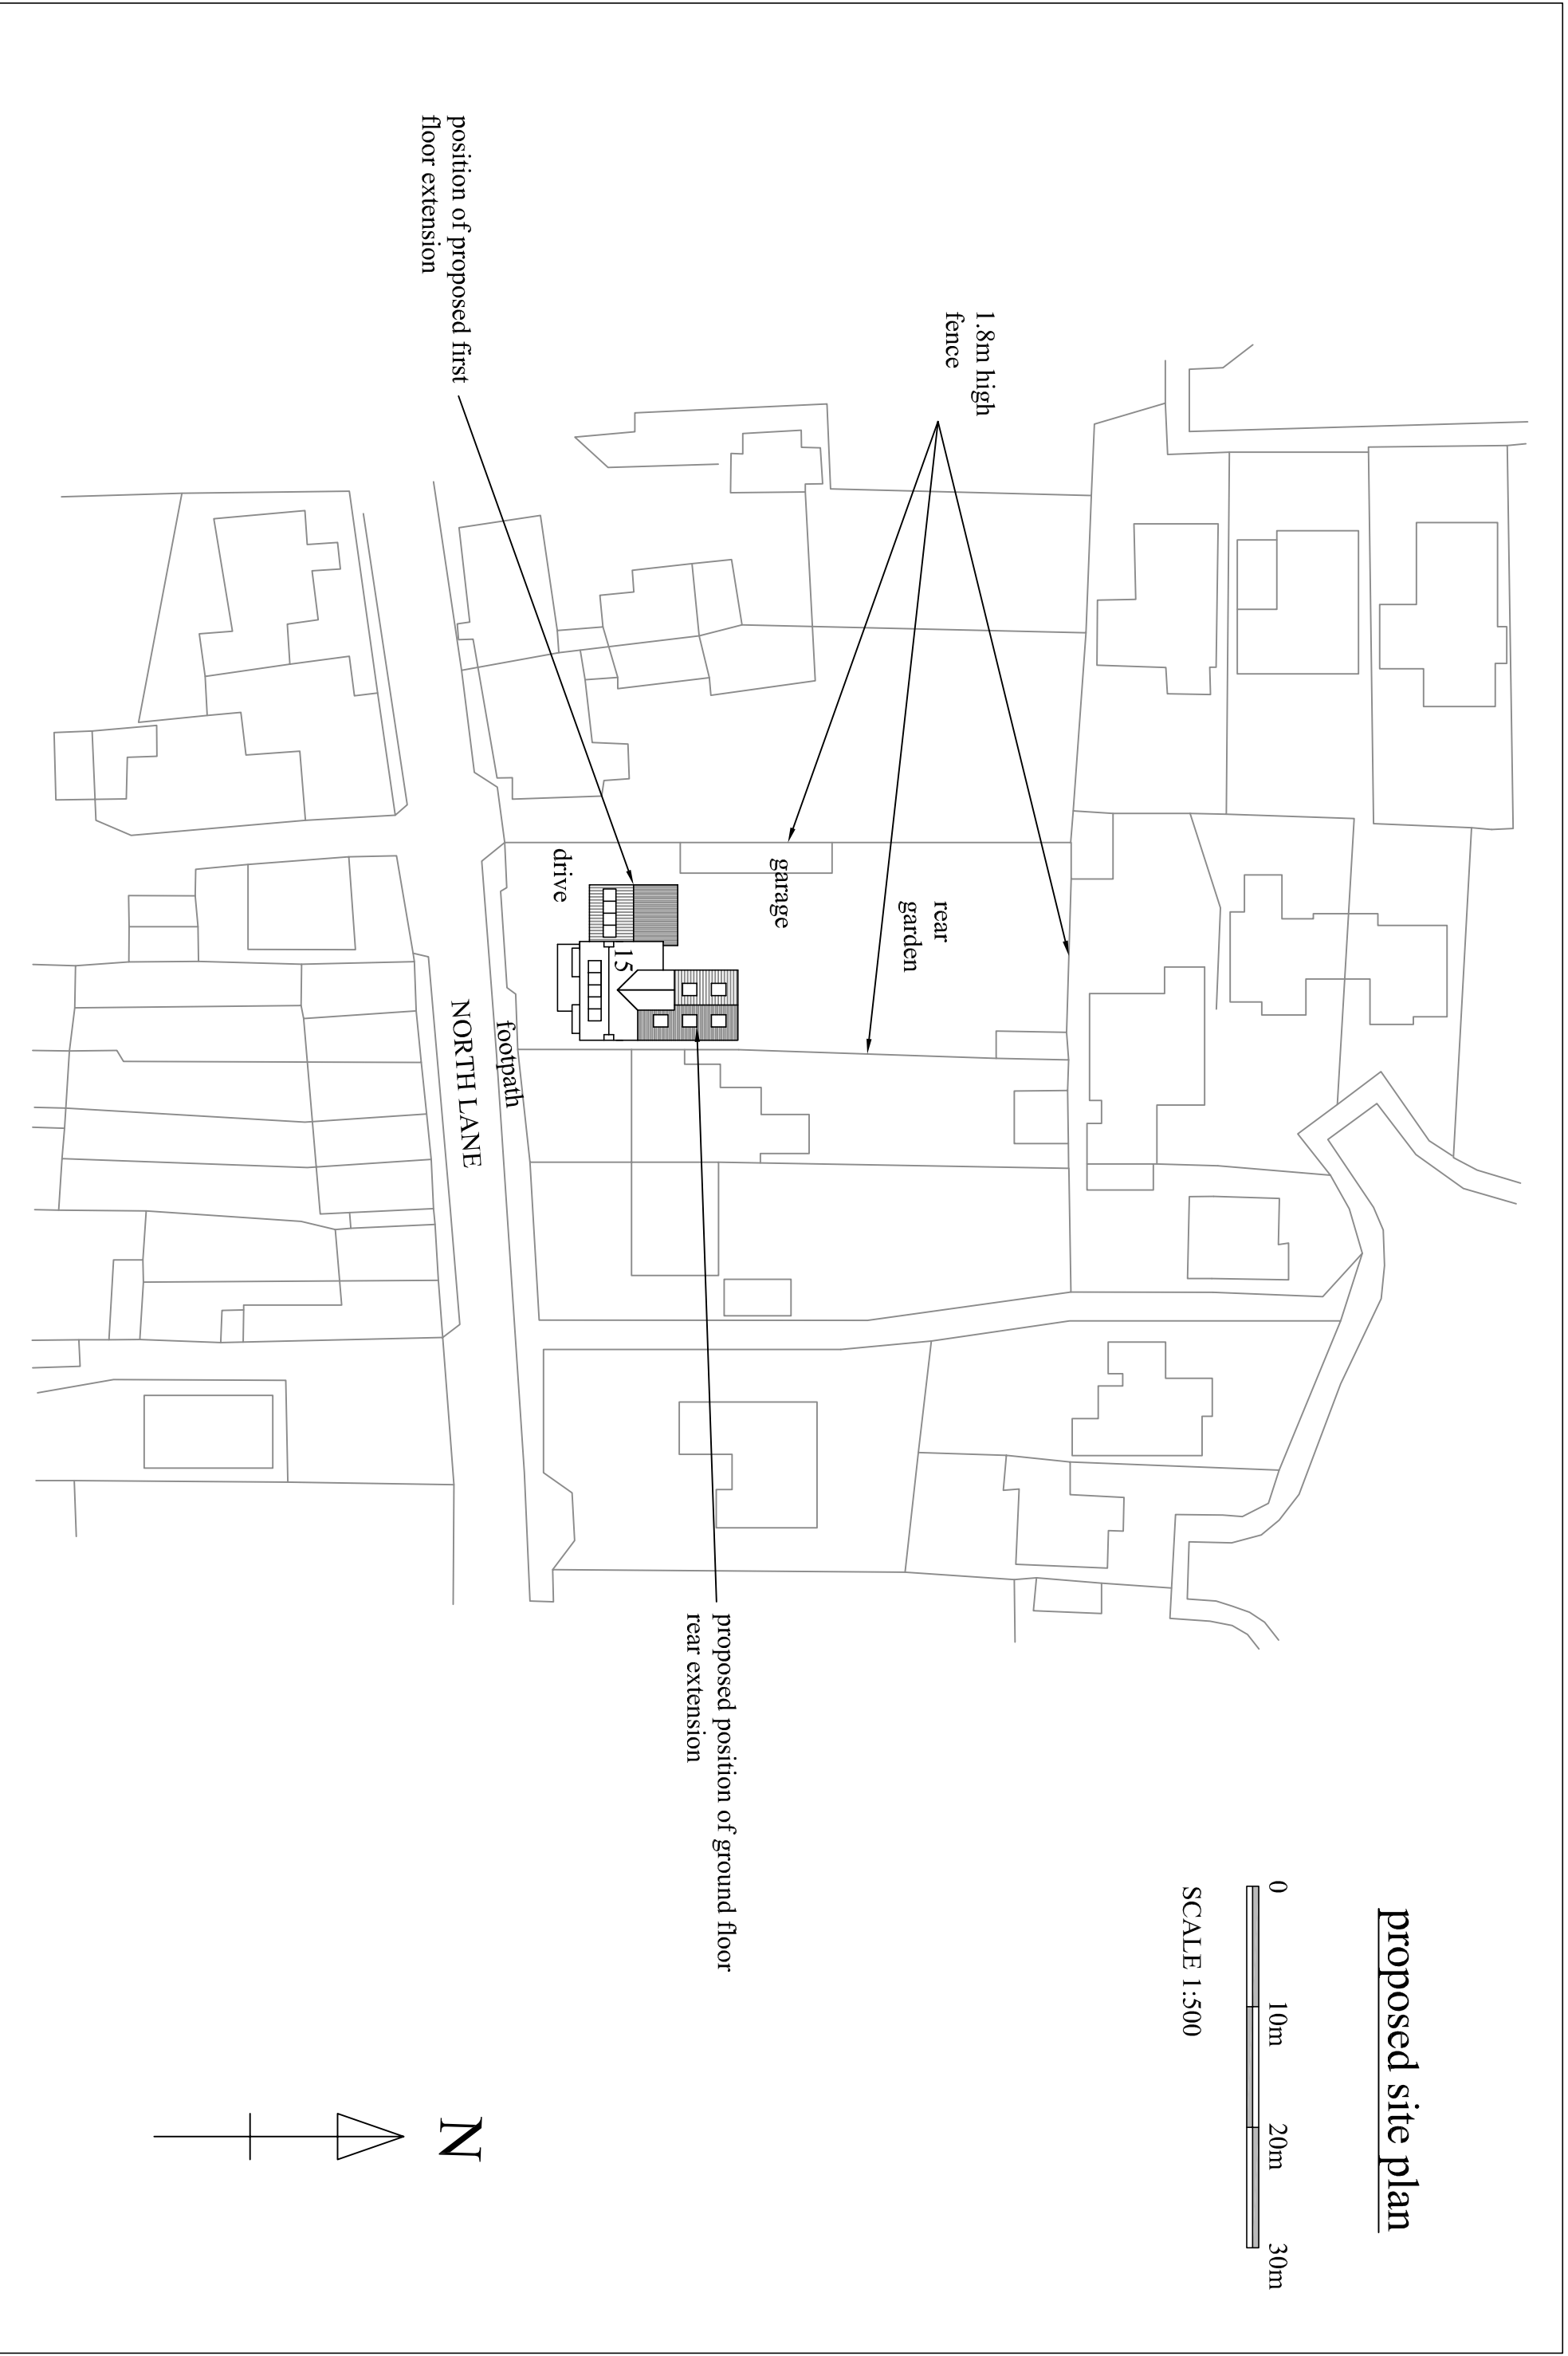 proposed site plan
0
10m
20m
30m
SCALE 1:500
1.8m high
fence
rear
garden
garage
proposed position of ground floor
rear extension
15
drive
footpath
NORTH LANE
position of proposed first
floor extension
N